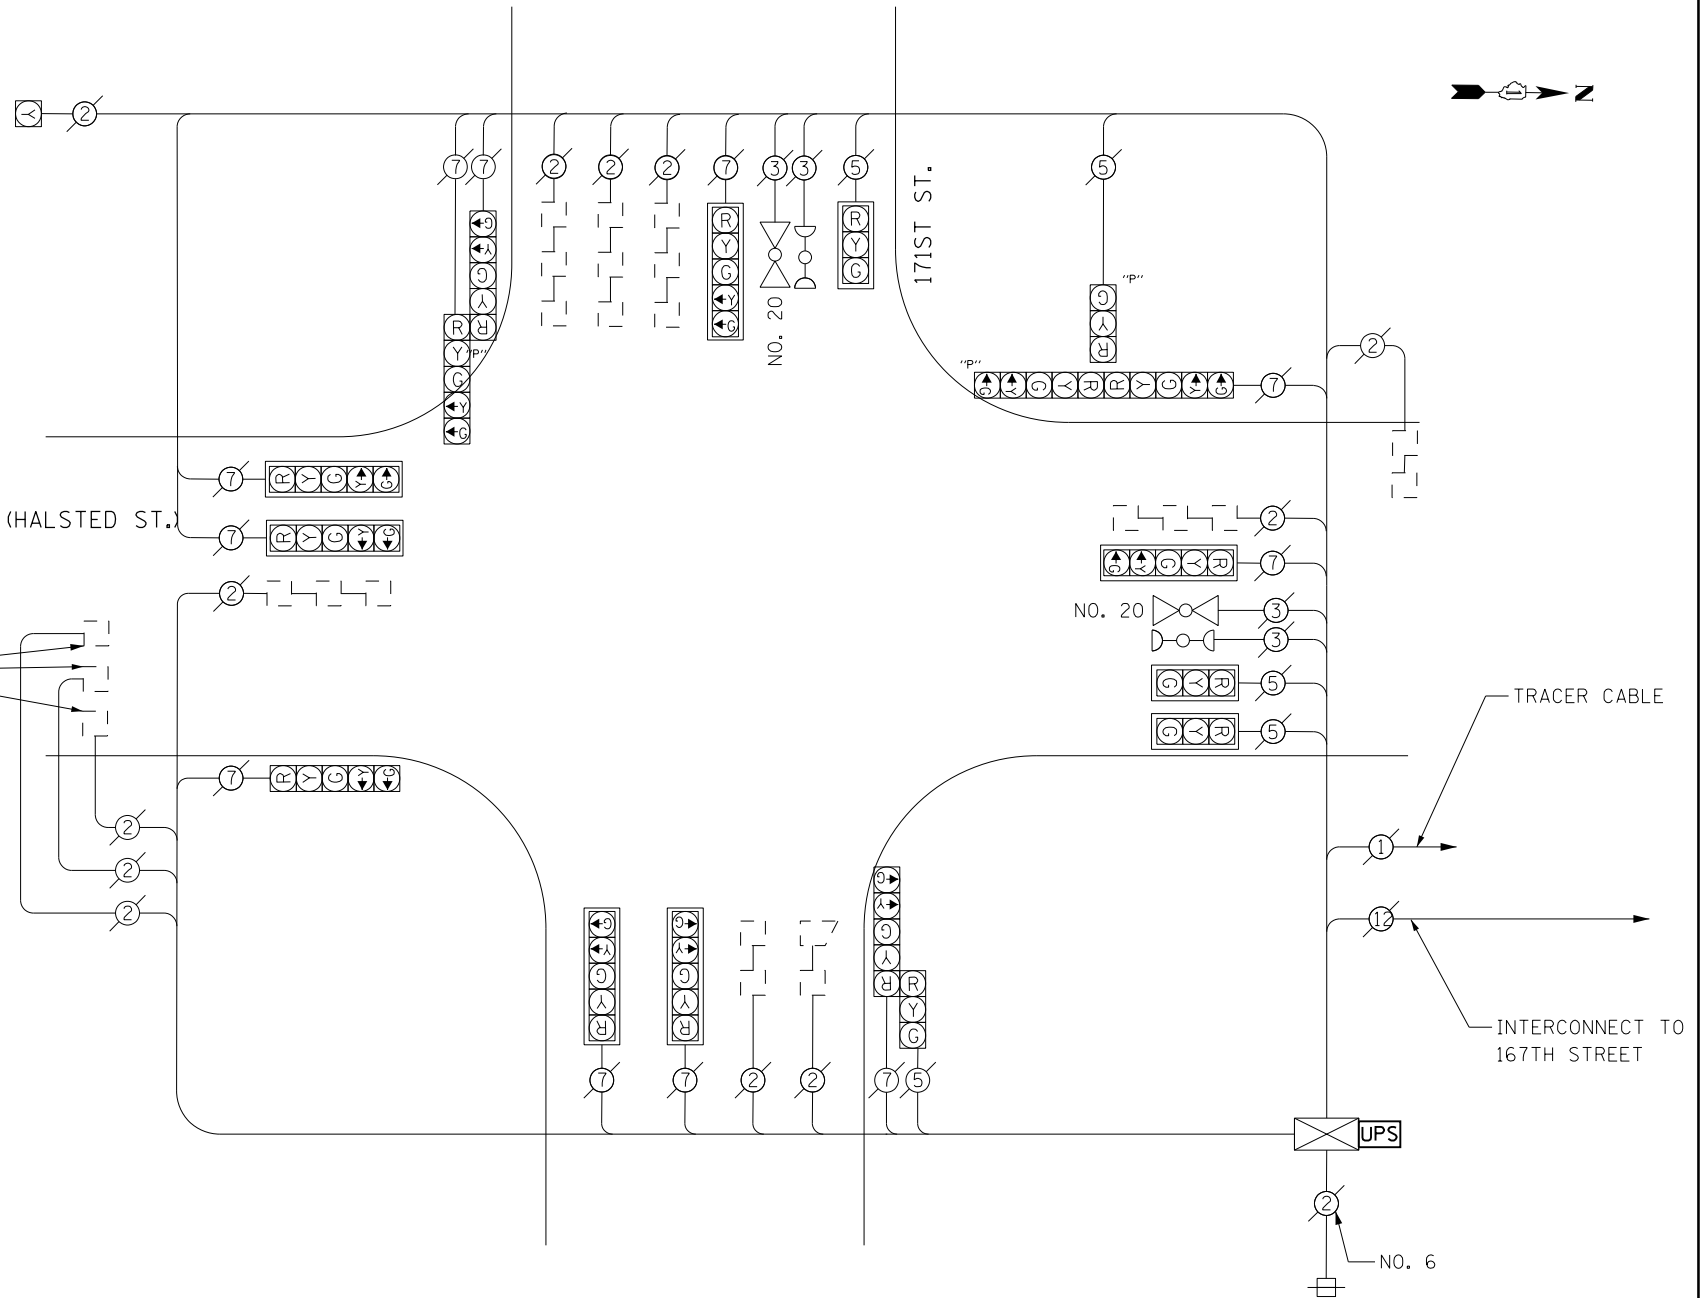 N
Y 2
7 7 2 2 2 7 3 3 5 5
171ST ST.
G Y G Y R
R Y G Y G
"P"
R Y G Y G
NO. 20
R Y G
"P"
G Y R
2
"P"
G Y G Y R R Y G Y G 7
7 R Y G Y G
(HALSTED ST.)
7 R Y G Y G
2
2
G Y G Y R 7
NO. 20 3
3
G Y R 5
G Y R 5
TRACER CABLE
7 R Y G Y G
2
2
2
1
12
G Y G Y R
G Y G Y R
G Y G Y R
R Y G
INTERCONNECT TO
167TH STREET
7 7 2 2 7 5
UPS
2
NO. 6